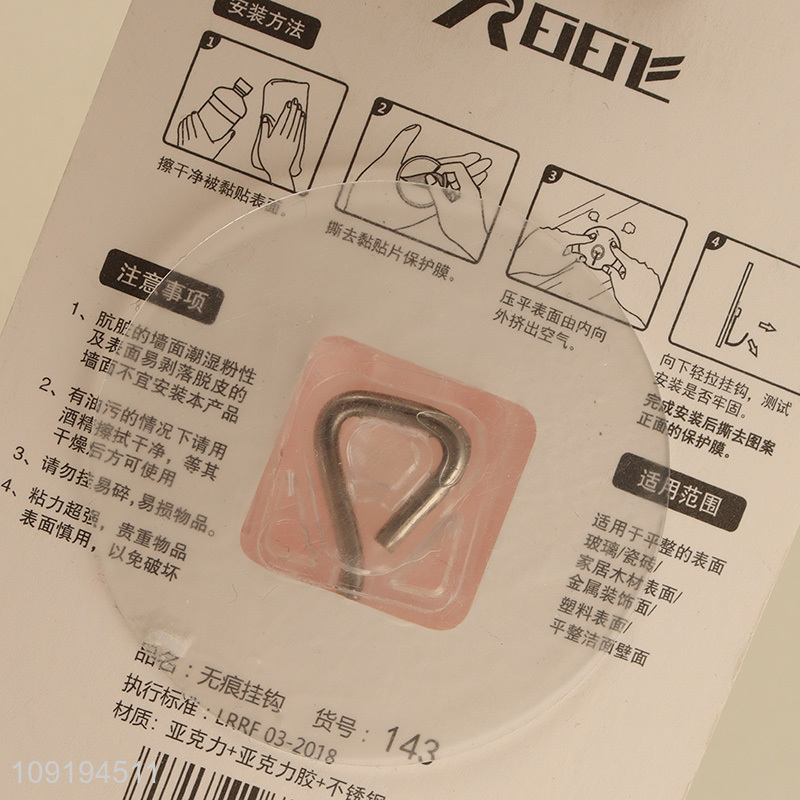 安装方法
1
擦干净被黏贴表面。
2
撕去黏贴片保护膜。
3
压平表面由内向
外挤出空气。
4
向下轻拉挂钩，测试
安装是否牢固。
完成安装后撕去图案
正面的保护膜。
注意事项
1、肮脏的墙面潮湿粉性
及表面易剥落脱皮的
墙面不宜安装本产品
2、有油污的情况下请用
酒精擦拭干净，等其
干燥后方可使用
3、请勿挂易碎,易损物品。
4、粘力超强，贵重物品
表面慎用，以免破坏
适用范围
适用于平整的表面
玻璃/瓷砖/
家居木材表面/
金属装饰面/
塑料表面/
平整洁面壁面
品名：无痕挂钩 货号：143
执行标准：LRRF 03-2018
材质：亚克力+亚克力胶+不锈钢
109194511